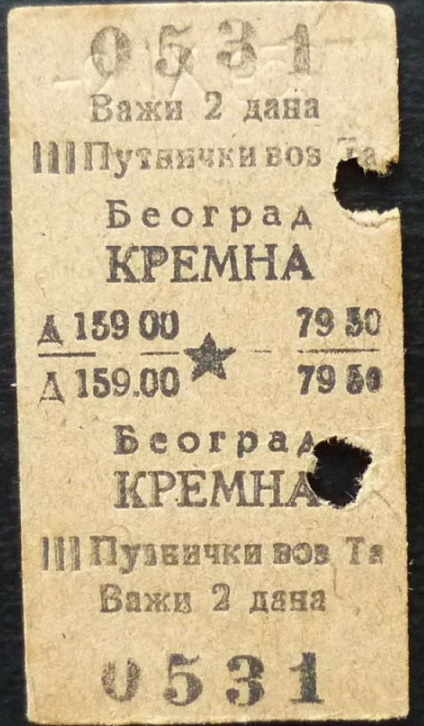 0531
Важи 2 дана
III Путнички воз Та
Београд
КРЕМНА
Д 159 00 79 50
Д 159.00 79 50
Београд
КРЕМНА
III Путнички воз Та
Важи 2 дана
0531